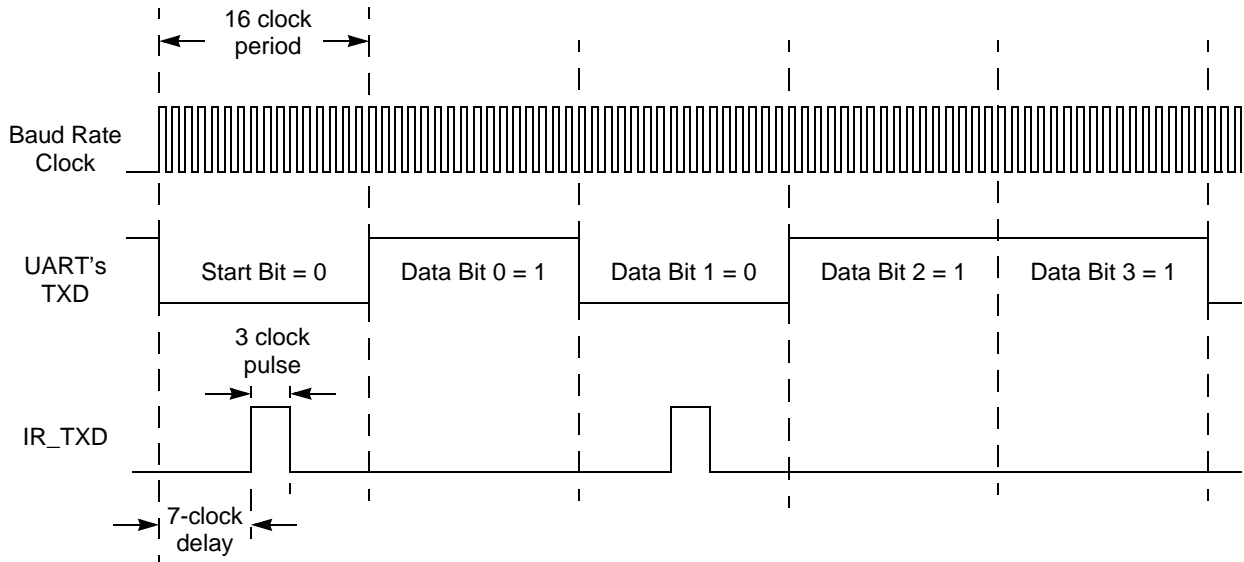 16 clock
period
Baud Rate
Clock
UART's
TXD
Start Bit = 0
Data Bit 0 = 1
Data Bit 1 = 0
Data Bit 2 = 1
Data Bit 3 = 1
3 clock
pulse
IR_TXD
7-clock
delay